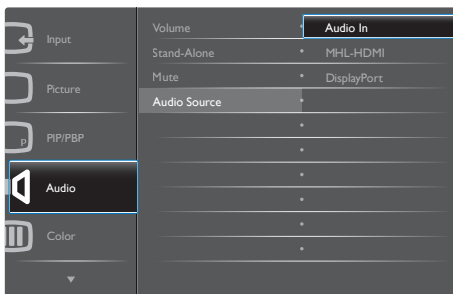 Input
Picture
P
PIP/PBP
Audio
Color
Volume
Stand-Alone
Mute
Audio Source
Audio In
MHL-HDMI
DisplayPort